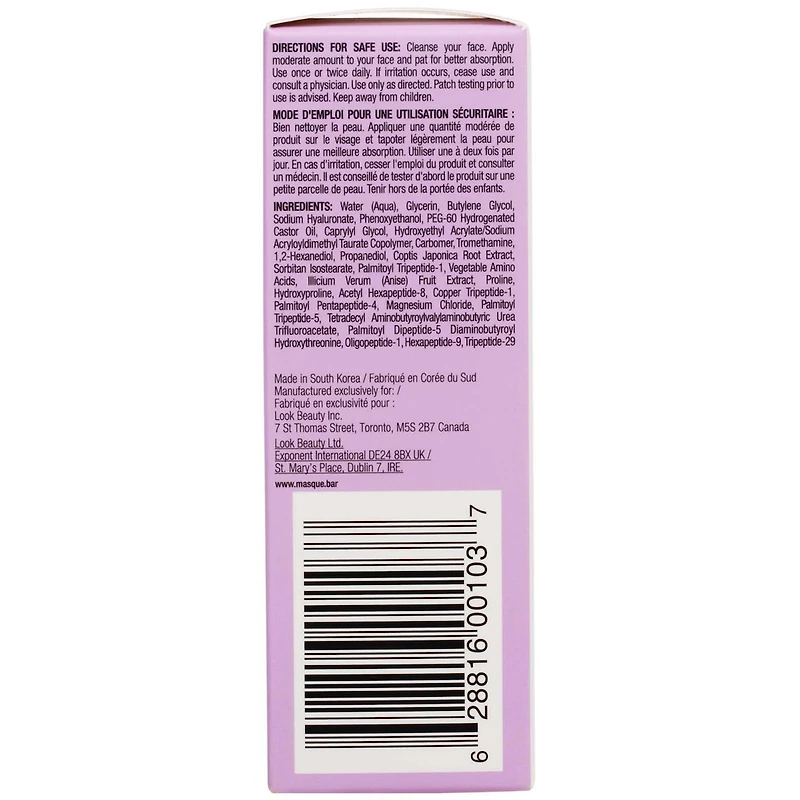 DIRECTIONS FOR SAFE USE: Cleanse your face. Apply
moderate amount to your face and pat for better absorption.
Use once or twice daily. If irritation occurs, cease use and
consult a physician. Use only as directed. Patch testing prior to
use is advised. Keep away from children.
MODE D'EMPLOI POUR UNE UTILISATION SÉCURITAIRE :
Bien nettoyer la peau. Appliquer une quantité modérée de
produit sur le visage et tapoter légèrement la peau pour
assurer une meilleure absorption. Utiliser une à deux fois par
jour. En cas d'irritation, cesser l'emploi du produit et consulter
un médecin. Il est conseillé de tester d'abord le produit sur une
petite parcelle de peau. Tenir hors de la portée des enfants.
INGREDIENTS: Water (Aqua), Glycerin, Butylene Glycol,
Sodium Hyaluronate, Phenoxyethanol, PEG-60 Hydrogenated
Castor Oil, Caprylyl Glycol, Hydroxyethyl Acrylate/Sodium
Acryloyldimethyl Taurate Copolymer, Carbomer, Tromethamine,
1,2-Hexanediol, Propanediol, Coptis Japonica Root Extract,
Sorbitan Isostearate, Palmitoyl Tripeptide-1, Vegetable Amino
Acids, Illicium Verum (Anise) Fruit Extract, Proline,
Hydroxyproline, Acetyl Hexapeptide-8, Copper Tripeptide-1,
Palmitoyl Pentapeptide-4, Magnesium Chloride, Palmitoyl
Tripeptide-5, Tetradecyl Aminobutyroylvalylaminobutyric Urea
Trifluoroacetate, Palmitoyl Dipeptide-5 Diaminobutyroyl
Hydroxythreonine, Oligopeptide-1, Hexapeptide-9, Tripeptide-29
Made in South Korea / Fabriqué en Corée du Sud
Manufactured exclusively for: /
Fabriqué en exclusivité pour :
Look Beauty Inc.
7 St Thomas Street, Toronto, M5S 2B7 Canada
Look Beauty Ltd.
Exponent International DE24 8BX UK /
St. Mary's Place, Dublin 7, IRE.
www.masque.bar
6 28816 00103 7